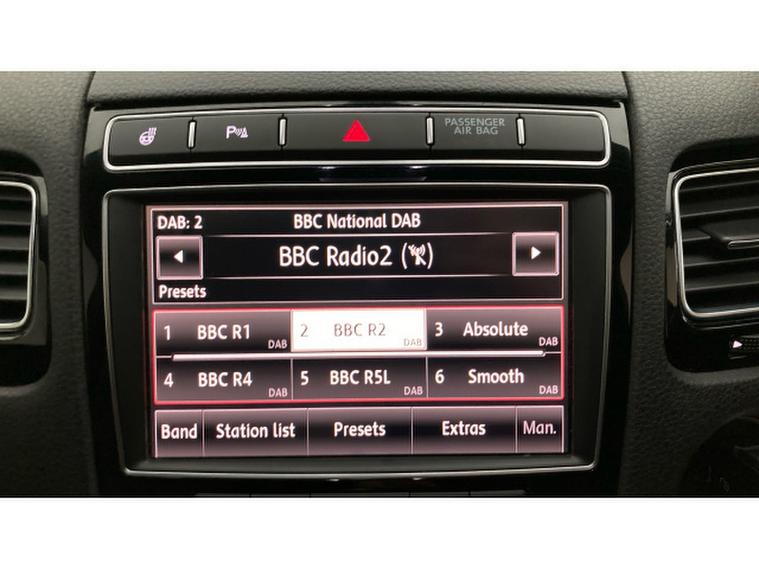 P
PASSENGER
AIR BAG
DAB: 2 BBC National DAB
BBC Radio2
Presets
1 BBC R1 DAB 2 BBC R2 DAB 3 Absolute DAB
4 BBC R4 DAB 5 BBC R5L DAB 6 Smooth DAB
Band Station list Presets Extras Man.